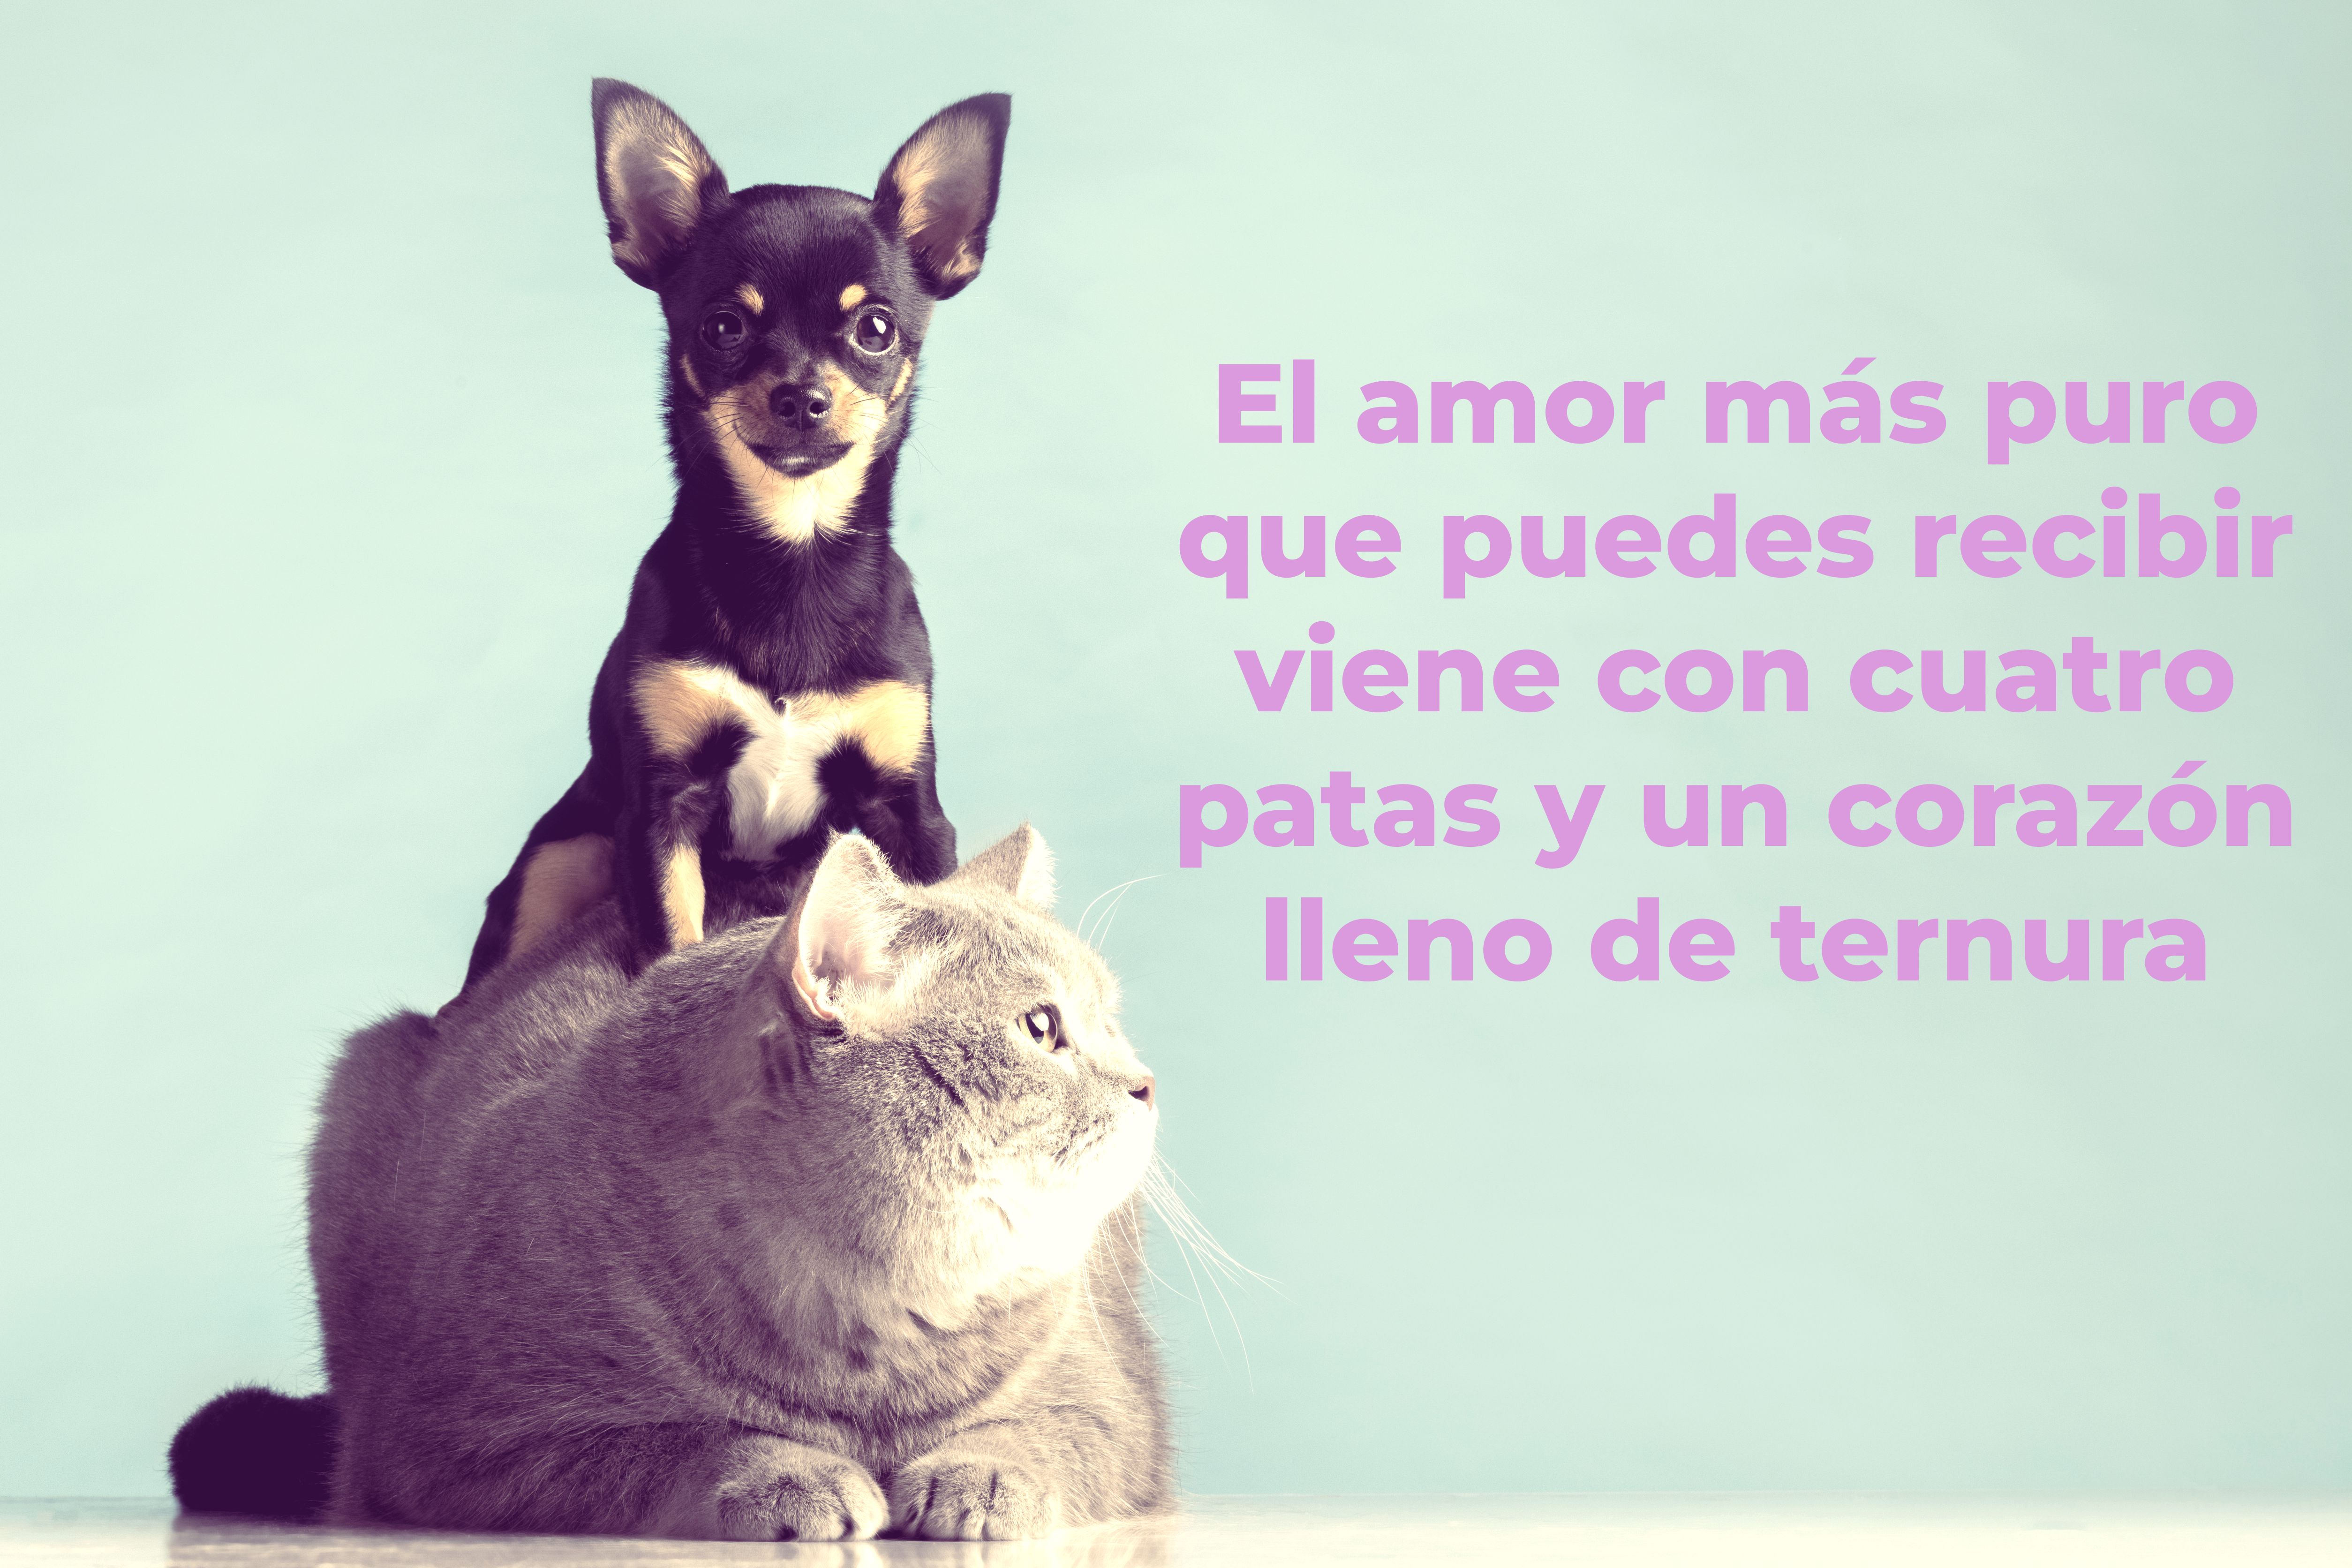 El amor más puro
que puedes recibir
viene con cuatro
patas y un corazón
lleno de ternura